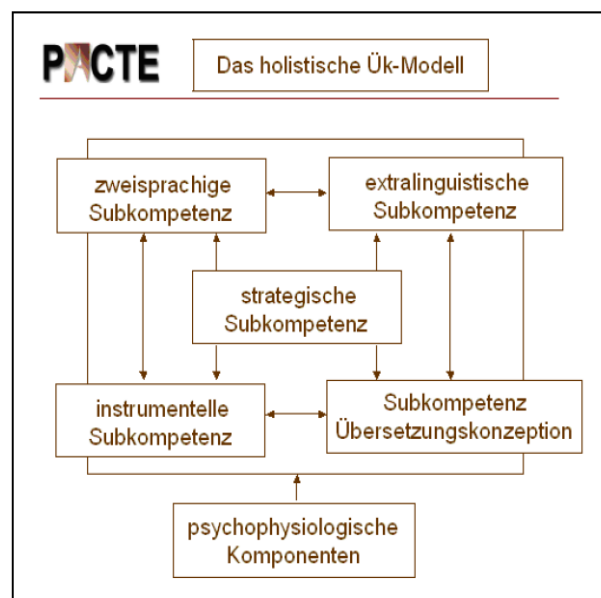 PACTE
Das holistische Ük-Modell
zweisprachige
Subkompetenz
extralinguistische
Subkompetenz
strategische
Subkompetenz
instrumentelle
Subkompetenz
Subkompetenz
Übersetzungskonzeption
psychophysiologische
Komponenten